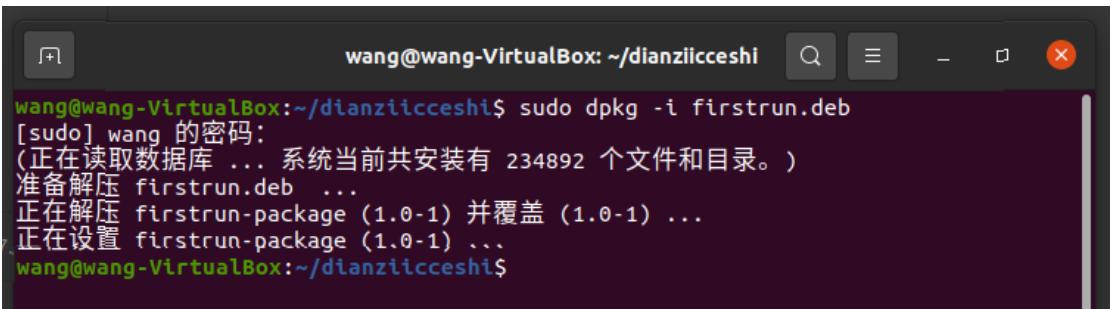 wang@wang-VirtualBox: ~/dianziicceshi
wang@wang-VirtualBox:~/dianziicceshi$ sudo dpkg -i firstrun.deb
[sudo] wang 的密码：
(正在读取数据库 ... 系统当前共安装有 234892 个文件和目录。)
准备解压 firstrun.deb ...
正在解压 firstrun-package (1.0-1) 并覆盖 (1.0-1) ...
正在设置 firstrun-package (1.0-1) ...
wang@wang-VirtualBox:~/dianziicceshi$